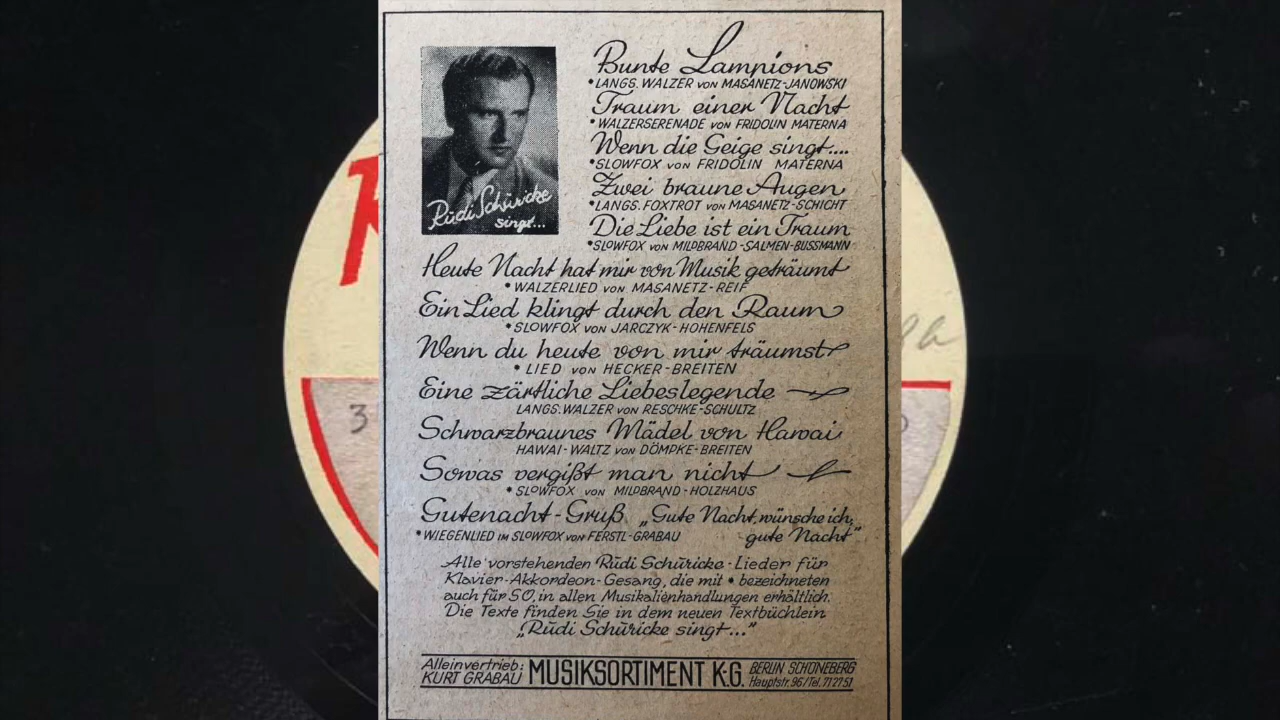 Rudi Schuricke
singt...
Bunte Lampions
•LANGS. WALZER VON MASANETZ-JANOWSKI
Traum einer Nacht
•WALZERSERENADE VON FRIDOLIN MATERNA
Wenn die Geige singt....
•SLOWFOX VON FRIDOLIN MATERNA
Zwei braune Augen
•LANGS. FOXTROT VON MASANETZ-SCHICHT
Die Liebe ist ein Traum
•SLOWFOX VON MILDBRAND-SALMEN-BUSSMANN
Heute Nacht hat mir von Musik geträumt
•WALZERLIED VON MASANETZ-REIF
Ein Lied klingt durch den Raum
•SLOWFOX VON JARCZYK-HOHENFELS
Wenn du heute von mir träumst
•LIED VON HECKER-BREITEN
Eine zärtliche Liebeslegende
LANGS. WALZER VON RESCHKE-SCHULTZ
Schwarzbraunes Mädel von Hawai
HAWAI-WALTZ VON DÖMPKE-BREITEN
Sowas vergißt man nicht
•SLOWFOX VON MILDBRAND-HOLZHAUS
Gutenacht-Gruß „Gute Nacht, wünsche ich,
•WIEGENLIED IM SLOWFOX VON FERSTL-GRABAU gute Nacht"
Alle vorstehenden Rudi Schuricke-Lieder für
Klavier-Akkordeon-Gesang, die mit • bezeichneten
auch für SO, in allen Musikalienhandlungen erhältlich.
Die Texte finden Sie in dem neuen Textbüchlein
„Rudi Schuricke singt..."
Alleinvertrieb:
KURT GRABAU
MUSIKSORTIMENT K-G.
BERLIN SCHÖNEBERG
Hauptstr. 96/Tel. 712751
3